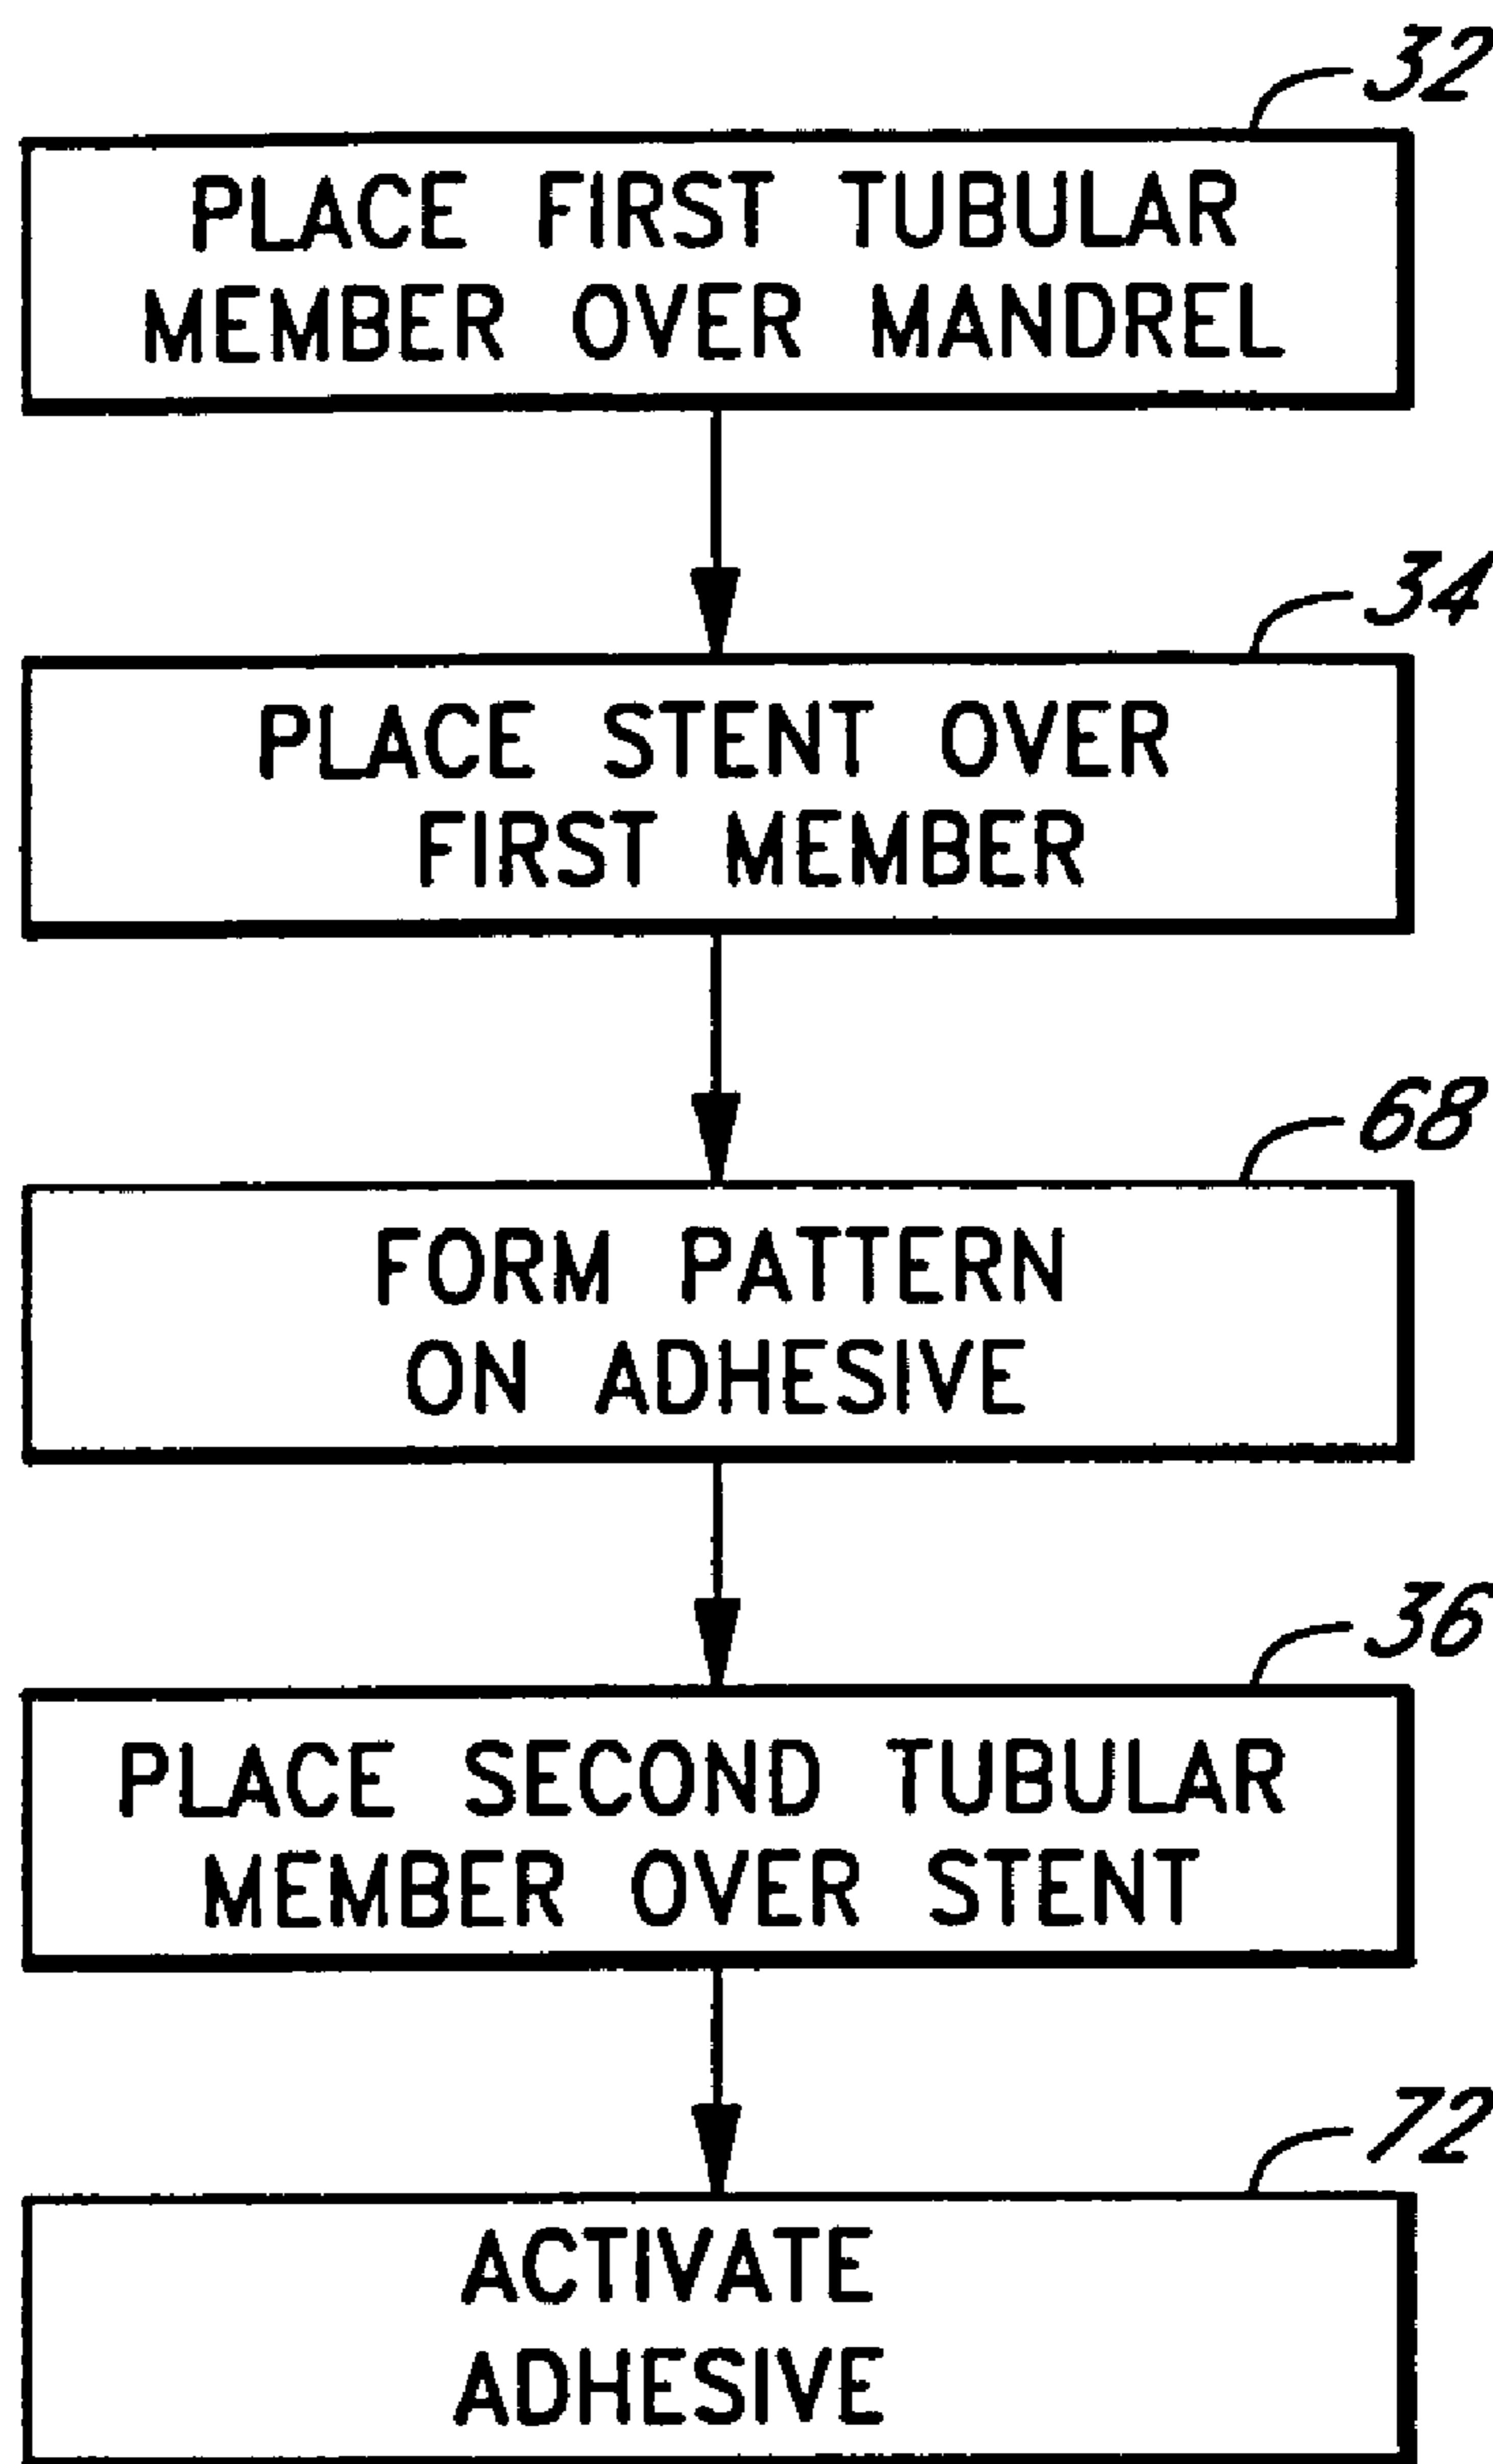 32
PLACE FIRST TUBULAR
MEMBER OVER MANDREL
34
PLACE STENT OVER
FIRST MEMBER
68
FORM PATTERN
ON ADHESIVE
36
PLACE SECOND TUBULAR
MEMBER OVER STENT
72
ACTIVATE
ADHESIVE